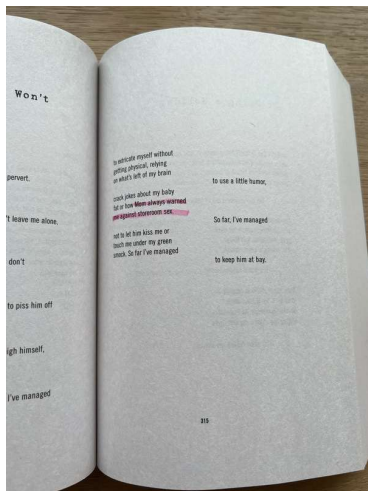 Won't
pervert.
't leave me alone.
don't
to piss him off
igh himself,
I've managed
to extricate myself without
getting physical, relying
on what's left of my brain
to use a little humor,
crack jokes about my baby
fat or how Mom always warned
me against storeroom sex.
So far, I've managed
not to let him kiss me or
touch me under my green
smock. So far I've managed
to keep him at bay.
315